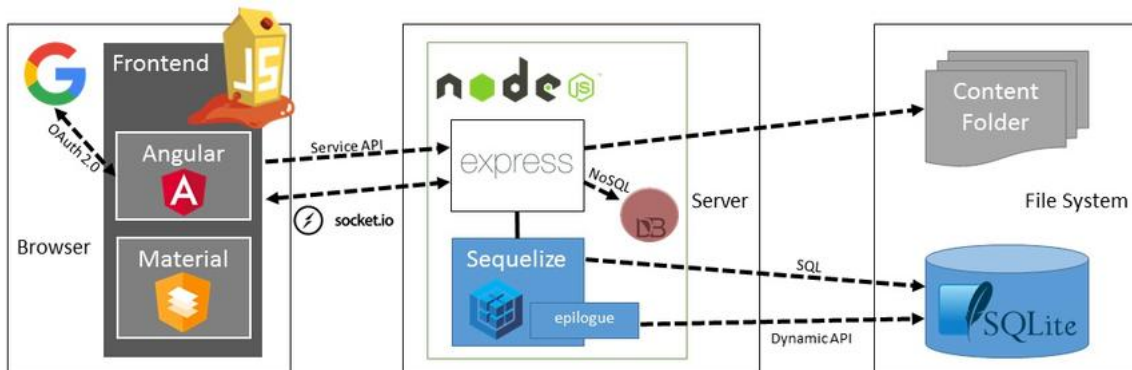 Frontend
JS
OAuth 2.0
Angular
A
Material
Browser
Service API
socket.io
node
JS
express
NoSQL
DB
Server
Sequelize
epilogue
SQL
Dynamic API
Content
Folder
File System
SQLite